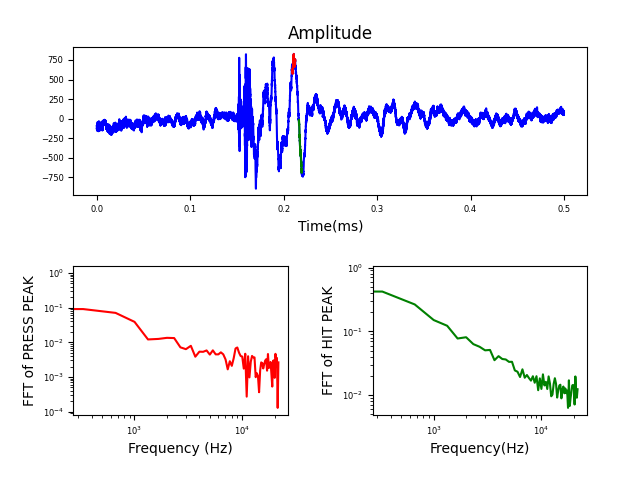 Amplitude
750
500
250
0
−250
−500
−750
0.0 0.1 0.2 0.3 0.4 0.5
Time(ms)
FFT of PRESS PEAK
10⁰
10⁻¹
10⁻²
10⁻³
10⁻⁴
10³ 10⁴
Frequency (Hz)
FFT of HIT PEAK
10⁰
10⁻¹
10⁻²
10³ 10⁴
Frequency(Hz)